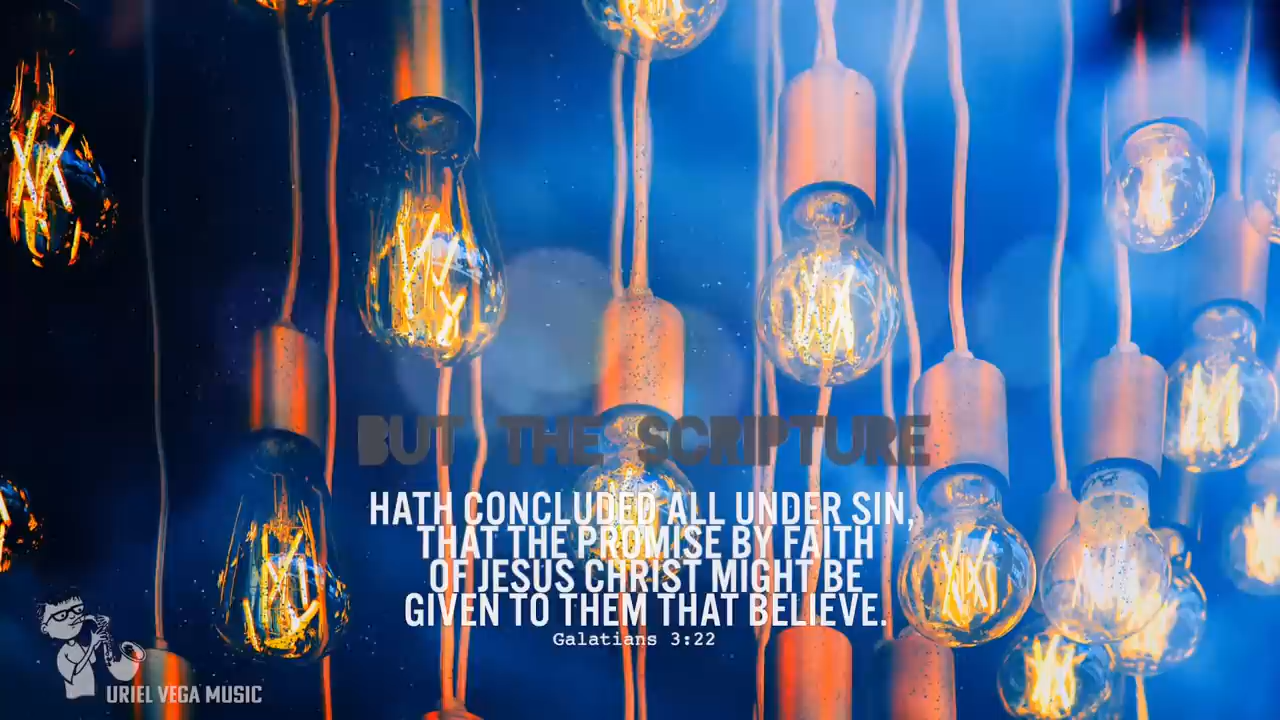 BUT THE SCRIPTURE
HATH CONCLUDED ALL UNDER SIN,
THAT THE PROMISE BY FAITH
OF JESUS CHRIST MIGHT BE
GIVEN TO THEM THAT BELIEVE.
Galatians 3:22
URIEL VEGA MUSIC